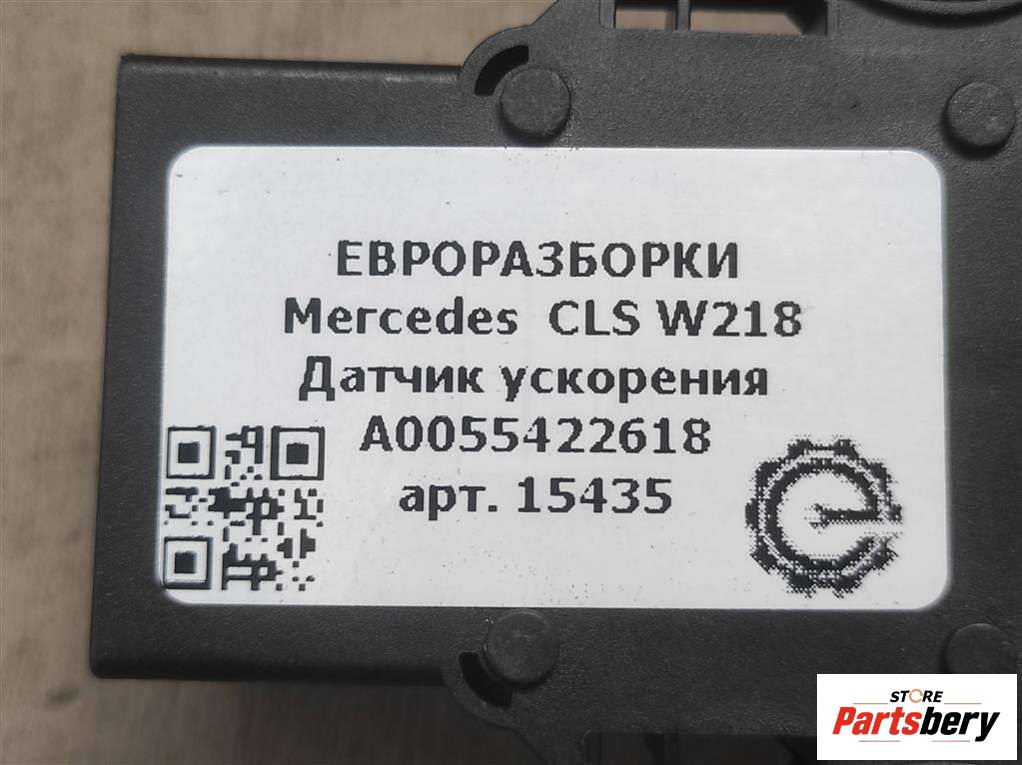 ЕВРОРАЗБОРКИ
Mercedes CLS W218
Датчик ускорения
A0055422618
арт. 15435
STORE
Partsbery